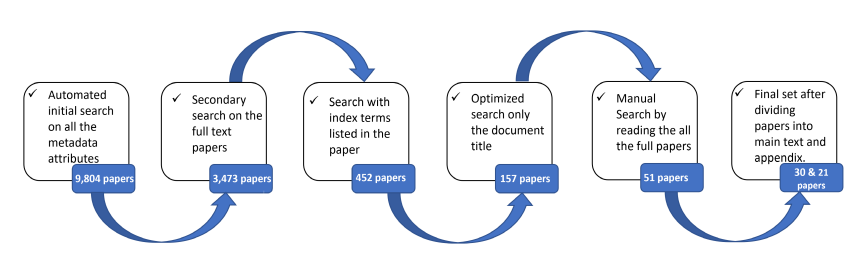 ✓ Automated
initial search
on all the
metadata
attributes
9,804 papers
✓ Secondary
search on the
full text
papers
3,473 papers
✓ Search with
index terms
listed in the
paper
452 papers
✓ Optimized
search only
the document
title
157 papers
✓ Manual
Search by
reading the all
the full papers
51 papers
✓ Final set after
dividing
papers into
main text and
appendix.
30 & 21
papers